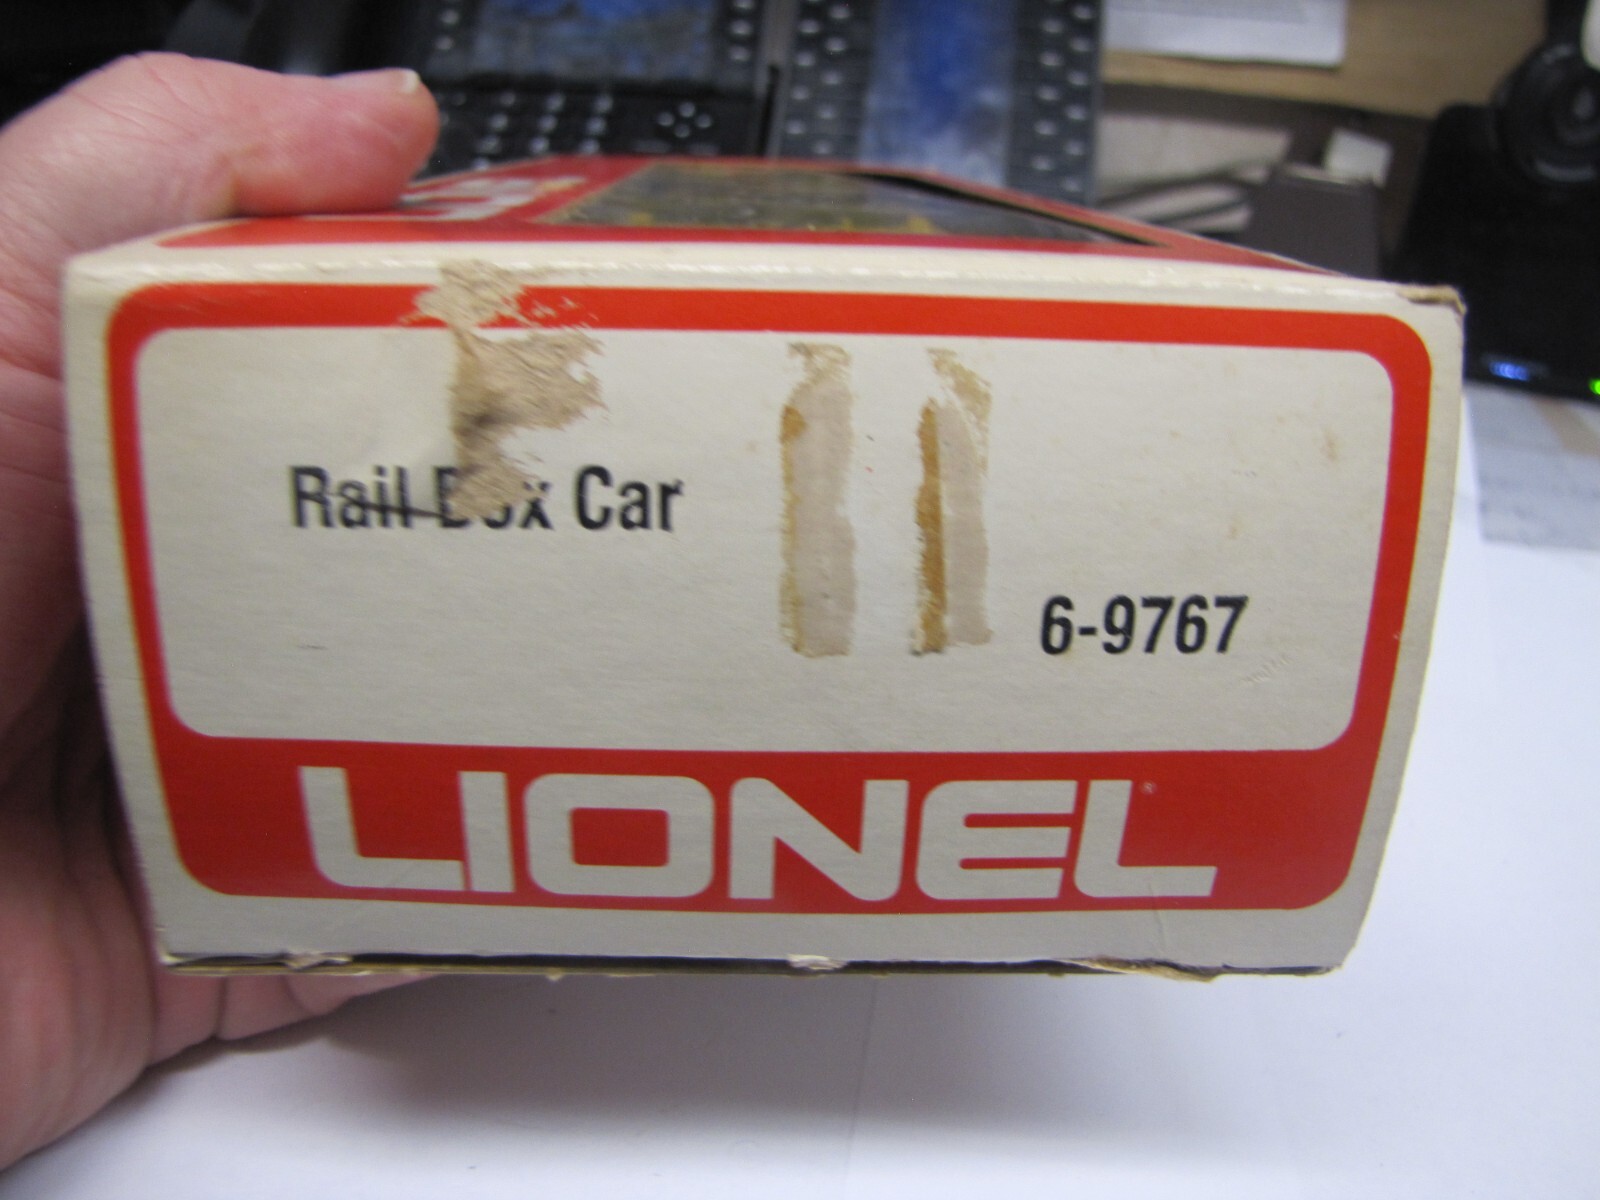 Rail Box Car
6-9767
LIONEL®